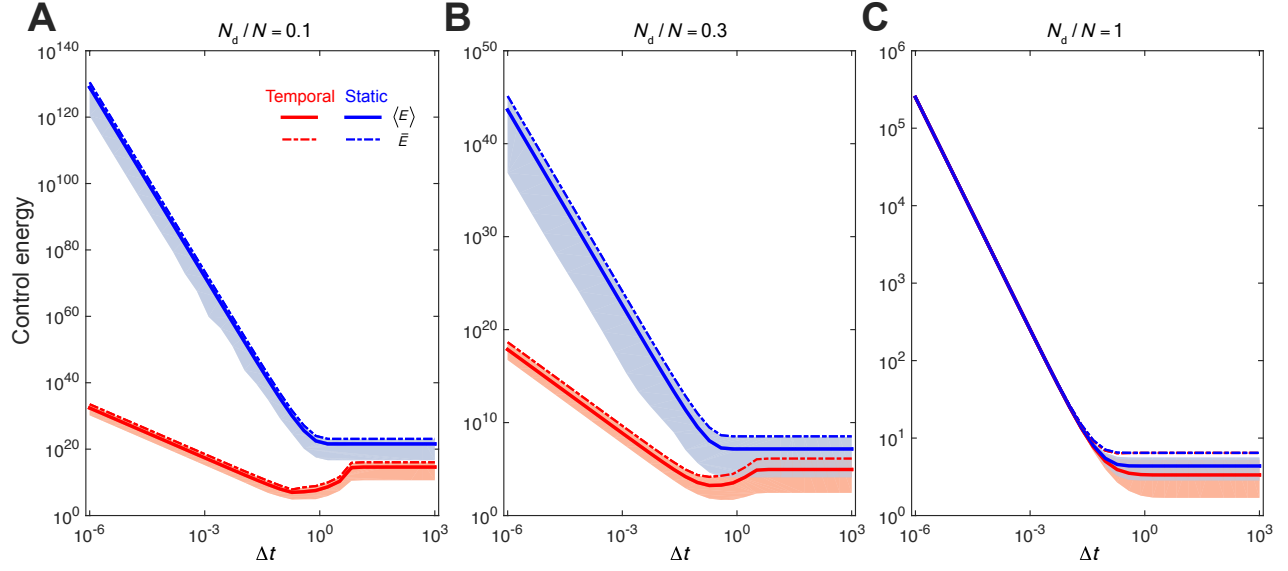 A
N_d / N = 0.1
Control energy
10^140
10^120
10^100
10^80
10^60
10^40
10^20
10^0
10^-6
10^-3
10^0
10^3
Δt
Temporal Static
⟨E⟩
Ē
B
N_d / N = 0.3
10^50
10^40
10^30
10^20
10^10
10^0
10^-6
10^-3
10^0
10^3
Δt
C
N_d / N = 1
10^6
10^5
10^4
10^3
10^2
10^1
10^0
10^-6
10^-3
10^0
10^3
Δt